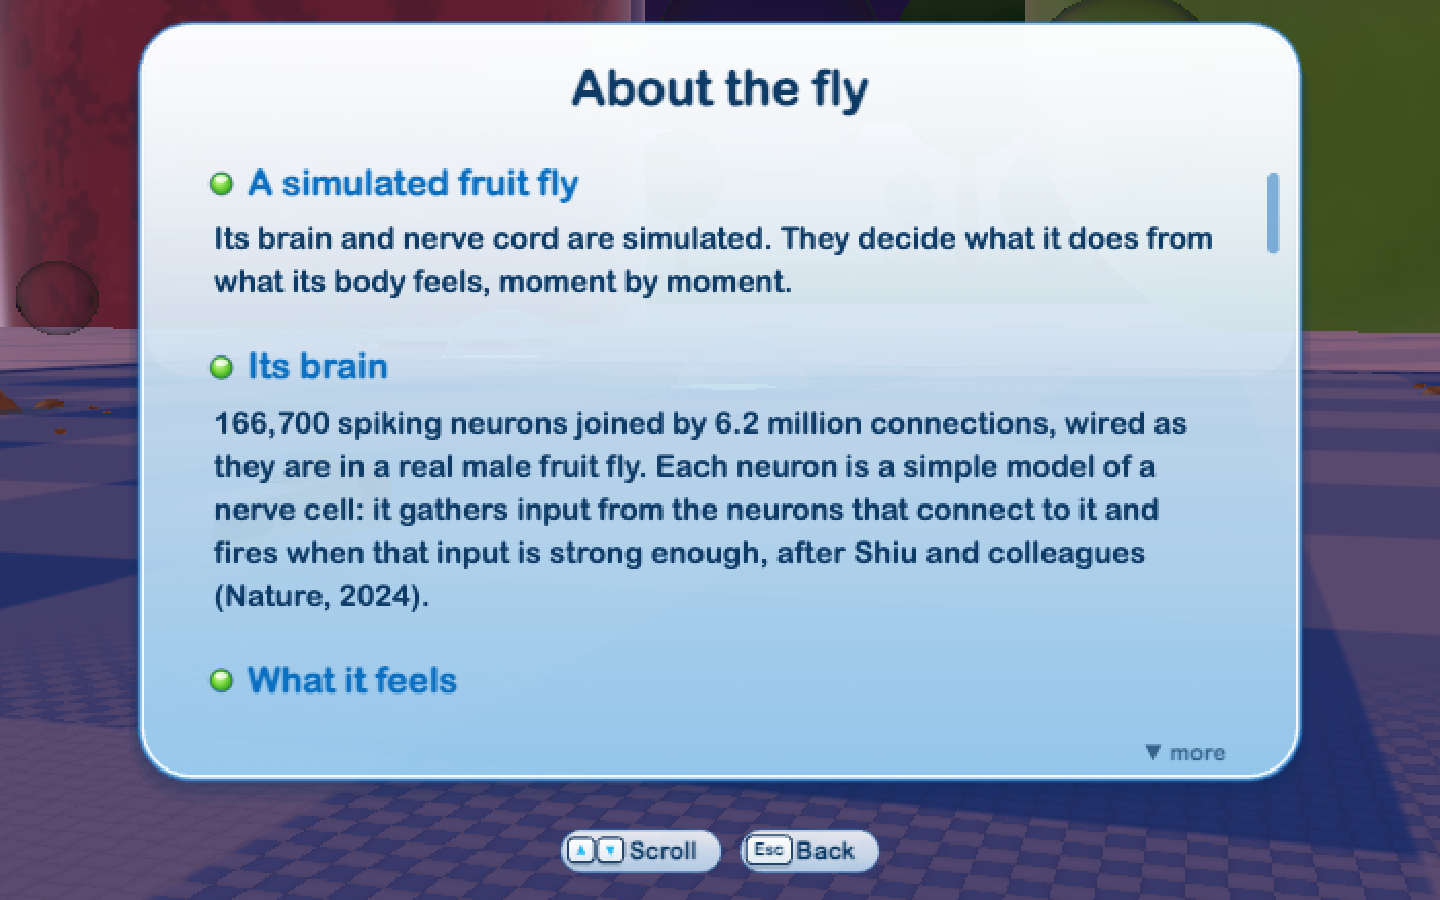 About the fly
A simulated fruit fly
Its brain and nerve cord are simulated. They decide what it does from
what its body feels, moment by moment.
Its brain
166,700 spiking neurons joined by 6.2 million connections, wired as
they are in a real male fruit fly. Each neuron is a simple model of a
nerve cell: it gathers input from the neurons that connect to it and
fires when that input is strong enough, after Shiu and colleagues
(Nature, 2024).
What it feels
▼ more
▲ ▼ Scroll Esc Back